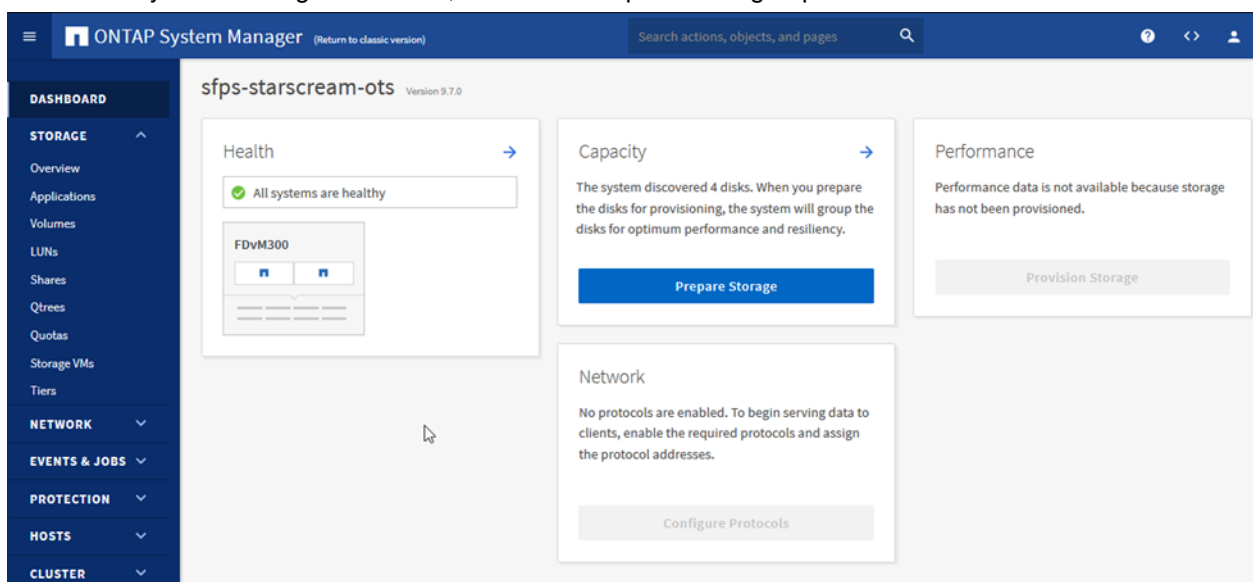 ONTAP System Manager (Return to classic version)
Search actions, objects, and pages
DASHBOARD
STORAGE
Overview
Applications
Volumes
LUNs
Shares
Qtrees
Quotas
Storage VMs
Tiers
NETWORK
EVENTS & JOBS
PROTECTION
HOSTS
CLUSTER
sfps-starscream-ots Version 9.7.0
Health
All systems are healthy
FDvM300
Capacity
The system discovered 4 disks. When you prepare
the disks for provisioning, the system will group the
disks for optimum performance and resiliency.
Prepare Storage
Performance
Performance data is not available because storage
has not been provisioned.
Provision Storage
Network
No protocols are enabled. To begin serving data to
clients, enable the required protocols and assign
the protocol addresses.
Configure Protocols